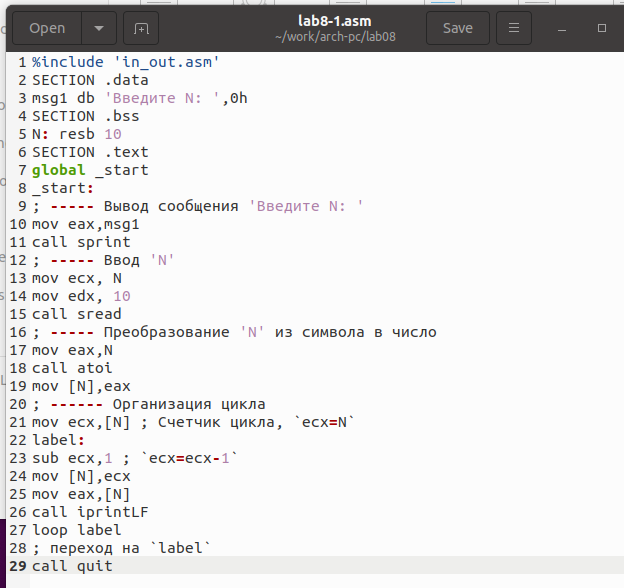 Open
lab8-1.asm
~/work/arch-pc/lab08
Save
1 %include 'in_out.asm'
2 SECTION .data
3 msg1 db 'Введите N: ',0h
4 SECTION .bss
5 N: resb 10
6 SECTION .text
7 global _start
8 _start:
9 ; ----- Вывод сообщения 'Введите N: '
10 mov eax,msg1
11 call sprint
12 ; ----- Ввод 'N'
13 mov ecx, N
14 mov edx, 10
15 call sread
16 ; ----- Преобразование 'N' из символа в число
17 mov eax,N
18 call atoi
19 mov [N],eax
20 ; ------ Организация цикла
21 mov ecx,[N] ; Счетчик цикла, `ecx=N`
22 label:
23 sub ecx,1 ; `ecx=ecx-1`
24 mov [N],ecx
25 mov eax,[N]
26 call iprintLF
27 loop label
28 ; переход на `label`
29 call quit